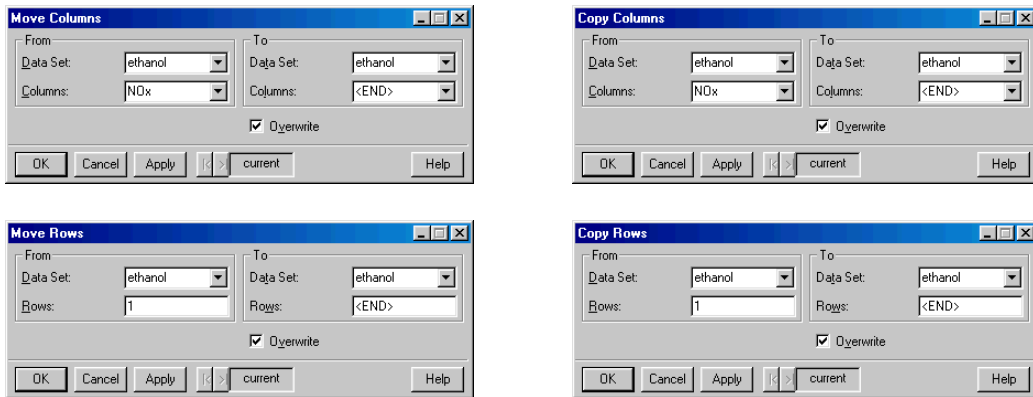 Move Columns
From
To
Data Set: ethanol
Data Set: ethanol
Columns: NOx
Columns: <END>
Overwrite
OK Cancel Apply |< >| current Help
Copy Columns
From
To
Data Set: ethanol
Data Set: ethanol
Columns: NOx
Columns: <END>
Overwrite
OK Cancel Apply |< >| current Help
Move Rows
From
To
Data Set: ethanol
Data Set: ethanol
Rows: 1
Rows: <END>
Overwrite
OK Cancel Apply |< >| current Help
Copy Rows
From
To
Data Set: ethanol
Data Set: ethanol
Rows: 1
Rows: <END>
Overwrite
OK Cancel Apply |< >| current Help